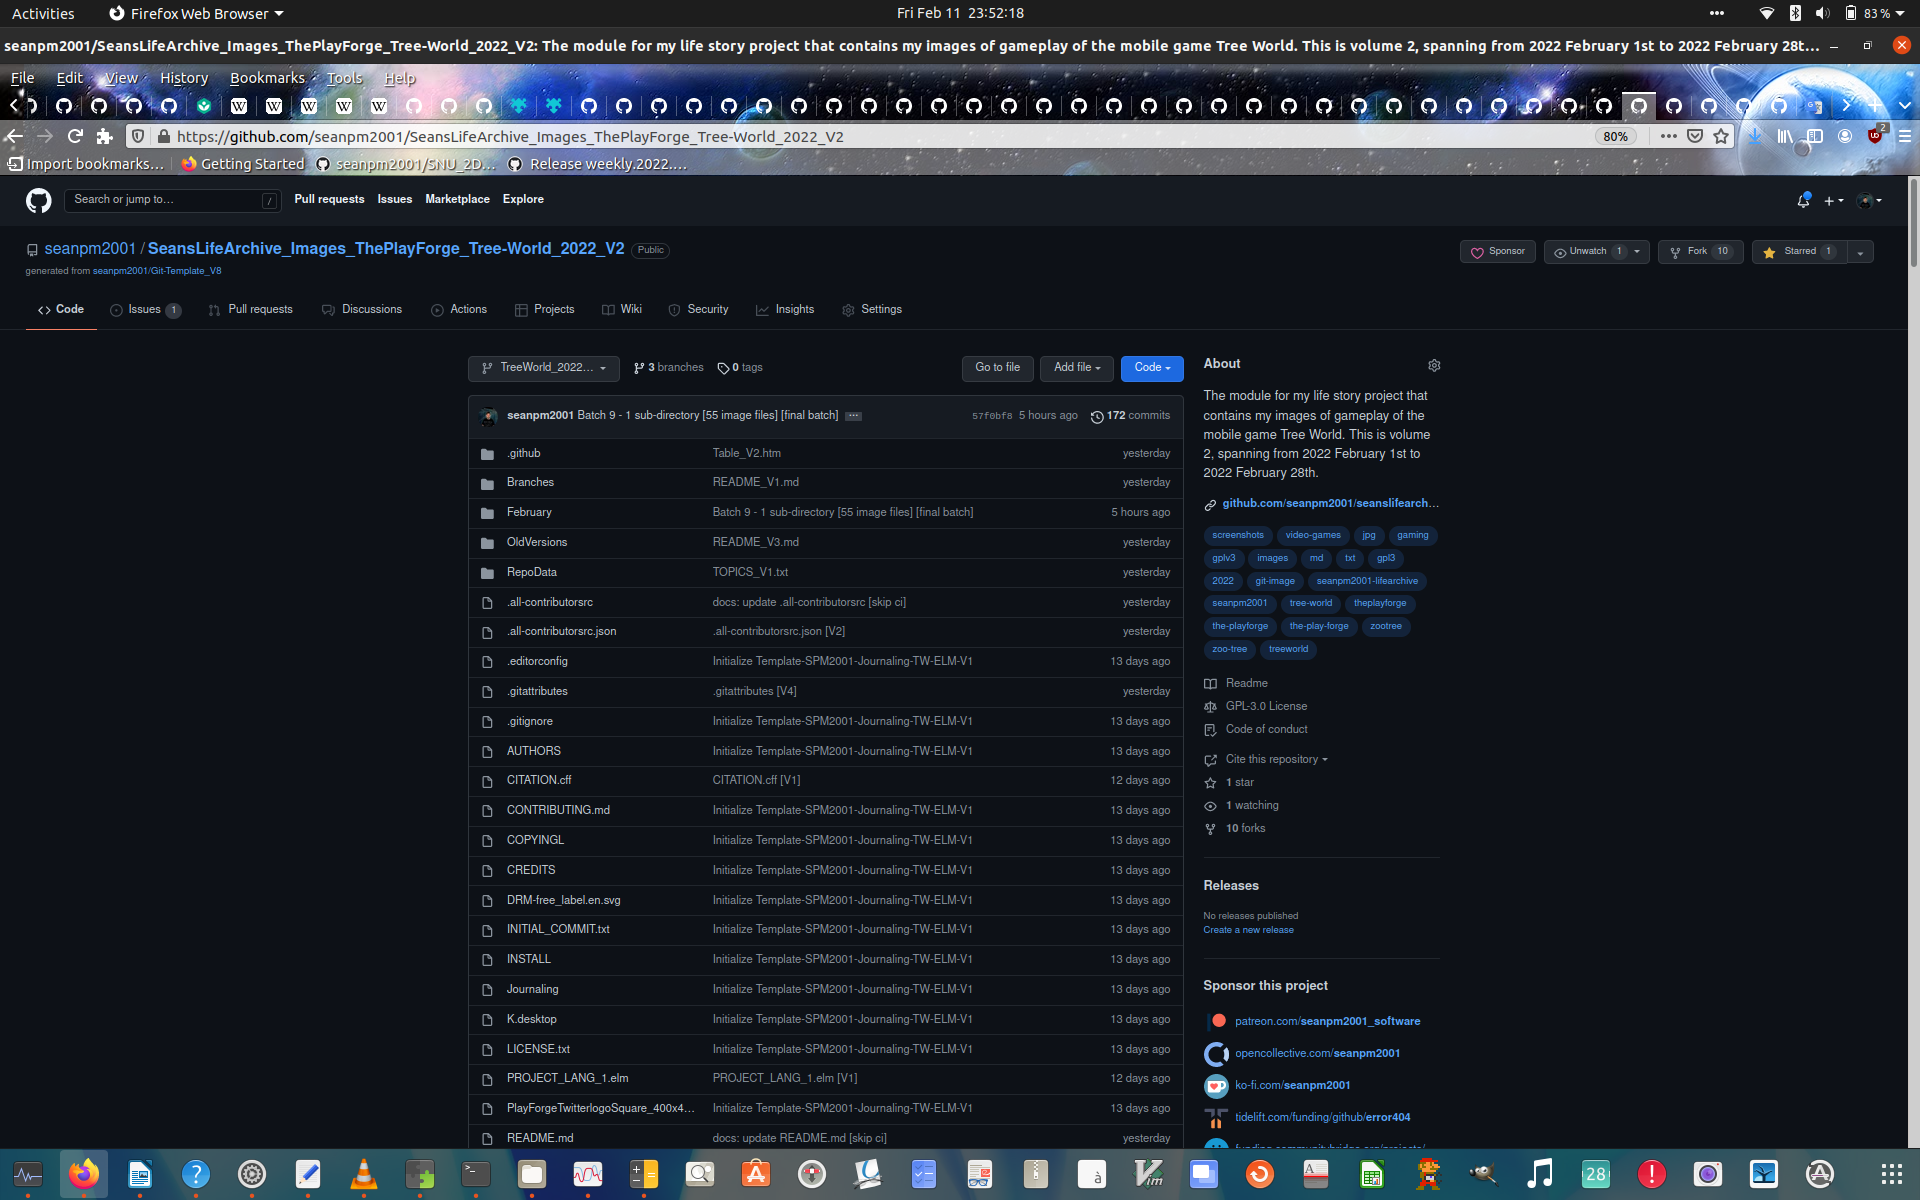 Activities Firefox Web Browser Fri Feb 11 23:52:18 83 %
seanpm2001/SeansLifeArchive_Images_ThePlayForge_Tree-World_2022_V2: The module for my life story project that contains my images of gameplay of the mobile game Tree World. This is volume 2, spanning from 2022 February 1st to 2022 February 28t...
File Edit View History Bookmarks Tools Help
https://github.com/seanpm2001/SeansLifeArchive_Images_ThePlayForge_Tree-World_2022_V2 80% 2
Import bookmarks... Getting Started seanpm2001/SNU_2D... Release weekly.2022....
Search or jump to... / Pull requests Issues Marketplace Explore
seanpm2001 / SeansLifeArchive_Images_ThePlayForge_Tree-World_2022_V2 Public
Sponsor Unwatch 1 Fork 10 Starred 1
generated from seanpm2001/Git-Template_V8
Code Issues 1 Pull requests Discussions Actions Projects Wiki Security Insights Settings
TreeWorld_2022... 3 branches 0 tags Go to file Add file Code
seanpm2001 Batch 9 - 1 sub-directory [55 image files] [final batch] ... 57f0bf8 5 hours ago 172 commits
.github Table_V2.htm yesterday
Branches README_V1.md yesterday
February Batch 9 - 1 sub-directory [55 image files] [final batch] 5 hours ago
OldVersions README_V3.md yesterday
RepoData TOPICS_V1.txt yesterday
.all-contributorsrc docs: update .all-contributorsrc [skip ci] yesterday
.all-contributorsrc.json .all-contributorsrc.json [V2] yesterday
.editorconfig Initialize Template-SPM2001-Journaling-TW-ELM-V1 13 days ago
.gitattributes .gitattributes [V4] yesterday
.gitignore Initialize Template-SPM2001-Journaling-TW-ELM-V1 13 days ago
AUTHORS Initialize Template-SPM2001-Journaling-TW-ELM-V1 13 days ago
CITATION.cff CITATION.cff [V1] 12 days ago
CONTRIBUTING.md Initialize Template-SPM2001-Journaling-TW-ELM-V1 13 days ago
COPYINGL Initialize Template-SPM2001-Journaling-TW-ELM-V1 13 days ago
CREDITS Initialize Template-SPM2001-Journaling-TW-ELM-V1 13 days ago
DRM-free_label.en.svg Initialize Template-SPM2001-Journaling-TW-ELM-V1 13 days ago
INITIAL_COMMIT.txt Initialize Template-SPM2001-Journaling-TW-ELM-V1 13 days ago
INSTALL Initialize Template-SPM2001-Journaling-TW-ELM-V1 13 days ago
Journaling Initialize Template-SPM2001-Journaling-TW-ELM-V1 13 days ago
K.desktop Initialize Template-SPM2001-Journaling-TW-ELM-V1 13 days ago
LICENSE.txt Initialize Template-SPM2001-Journaling-TW-ELM-V1 13 days ago
PROJECT_LANG_1.elm PROJECT_LANG_1.elm [V1] 12 days ago
PlayForgeTwitterlogoSquare_400x4... Initialize Template-SPM2001-Journaling-TW-ELM-V1 13 days ago
README.md docs: update README.md [skip ci] yesterday
About
The module for my life story project that
contains my images of gameplay of the
mobile game Tree World. This is volume
2, spanning from 2022 February 1st to
2022 February 28th.
github.com/seanpm2001/seanslifearch...
screenshots video-games jpg gaming
gplv3 images md txt gpl3
2022 git-image seanpm2001-lifearchive
seanpm2001 tree-world theplayforge
the-playforge the-play-forge zootree
zoo-tree treeworld
Readme
GPL-3.0 License
Code of conduct
Cite this repository
1 star
1 watching
10 forks
Releases
No releases published
Create a new release
Sponsor this project
patreon.com/seanpm2001_software
opencollective.com/seanpm2001
ko-fi.com/seanpm2001
tidelift.com/funding/github/error404
28